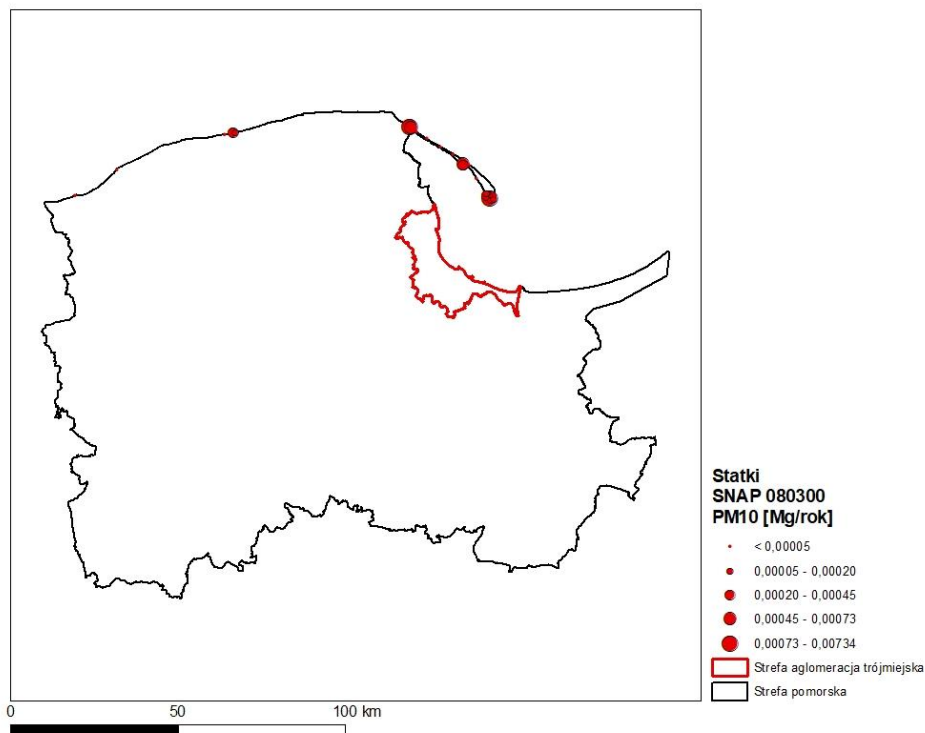 Statki
SNAP 080300
PM10 [Mg/rok]
< 0,00005
0,00005 - 0,00020
0,00020 - 0,00045
0,00045 - 0,00073
0,00073 - 0,00734
Strefa aglomeracja trójmiejska
Strefa pomorska
0 50 100 km